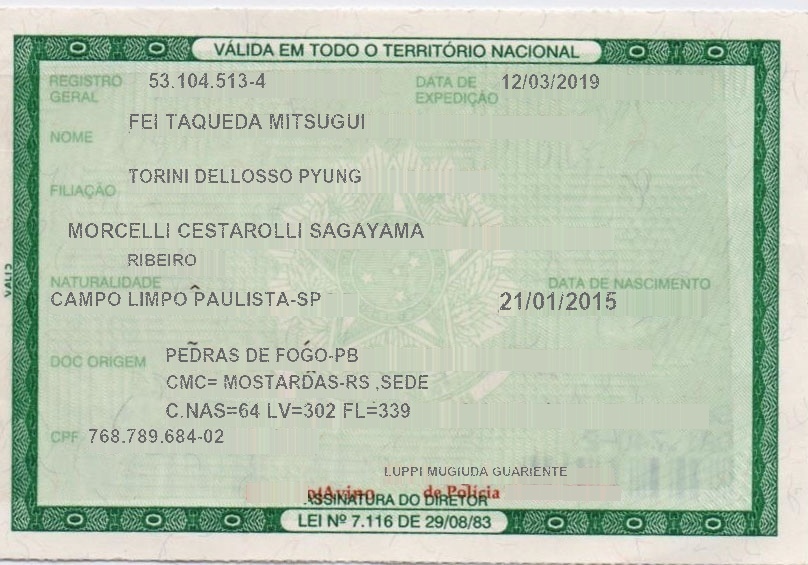 VÁLIDA EM TODO O TERRITÓRIO NACIONAL
REGISTRO GERAL 53.104.513-4 DATA DE EXPEDIÇÃO 12/03/2019
NOME FEI TAQUEDA MITSUGUI
FILIAÇÃO TORINI DELLOSSO PYUNG
MORCELLI CESTAROLLI SAGAYAMA
RIBEIRO
NATURALIDADE DATA DE NASCIMENTO
CAMPO LIMPO PAULISTA-SP 21/01/2015
DOC ORIGEM PEDRAS DE FOGO-PB
CMC= MOSTARDAS-RS ,SEDE
C.NAS=64 LV=302 FL=339
CPF 768.789.684-02
LUPPI MUGIUDA GUARIENTE
de Polícia
ASSINATURA DO DIRETOR
LEI Nº 7.116 DE 29/08/83